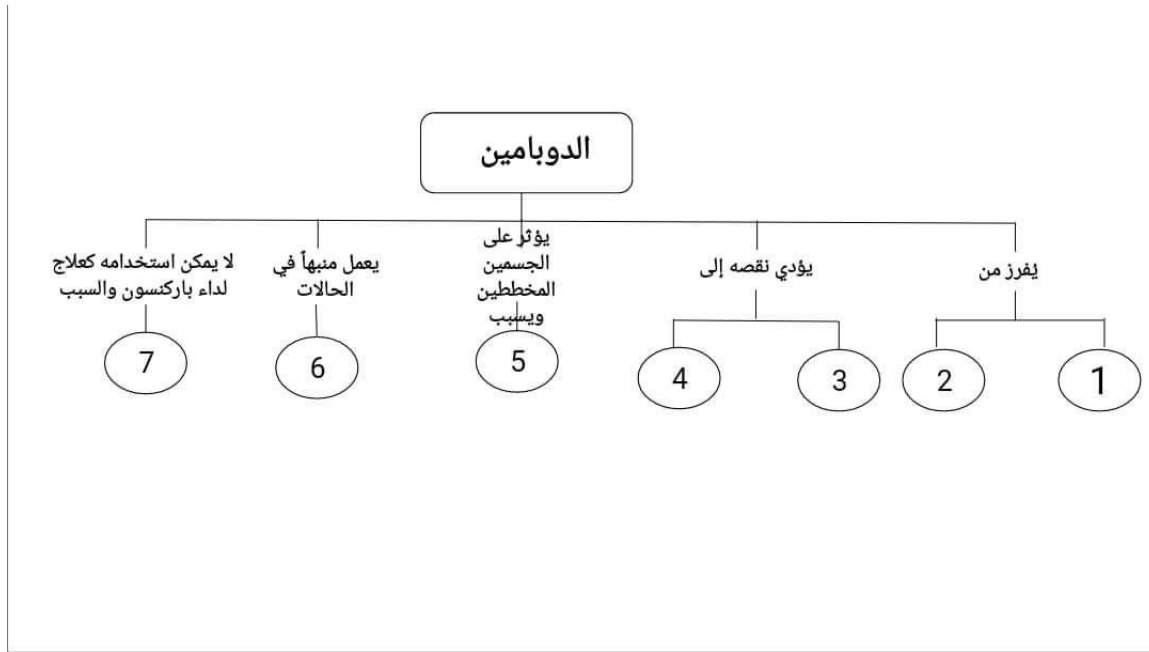 الدوبامين
يُفرز من
يؤدي نقصه إلى
يؤثر على
الجسمين
المخططين
ويسبب
يعمل منبهاً في
الحالات
لا يمكن استخدامه كعلاج
لداء باركنسون والسبب
1
2
3
4
5
6
7